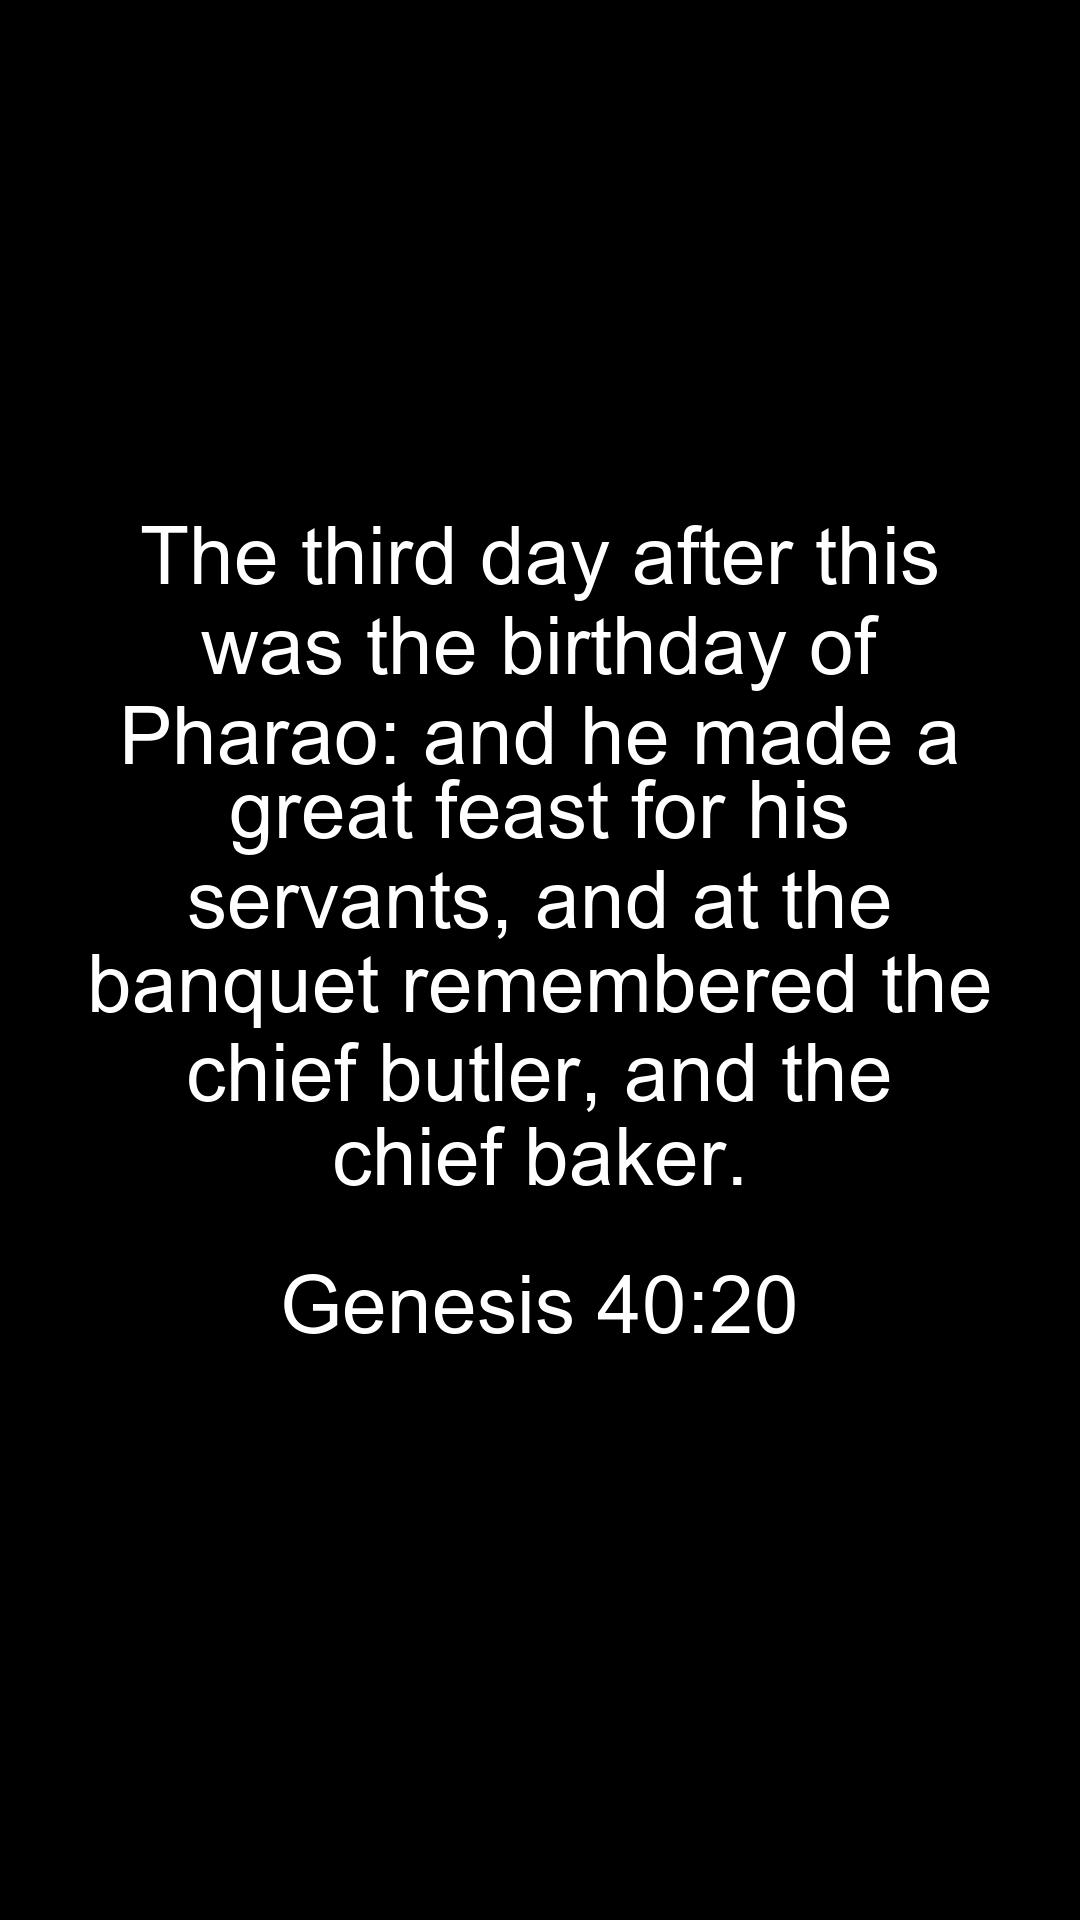 The third day after this
was the birthday of
Pharao: and he made a
great feast for his
servants, and at the
banquet remembered the
chief butler, and the
chief baker.
Genesis 40:20